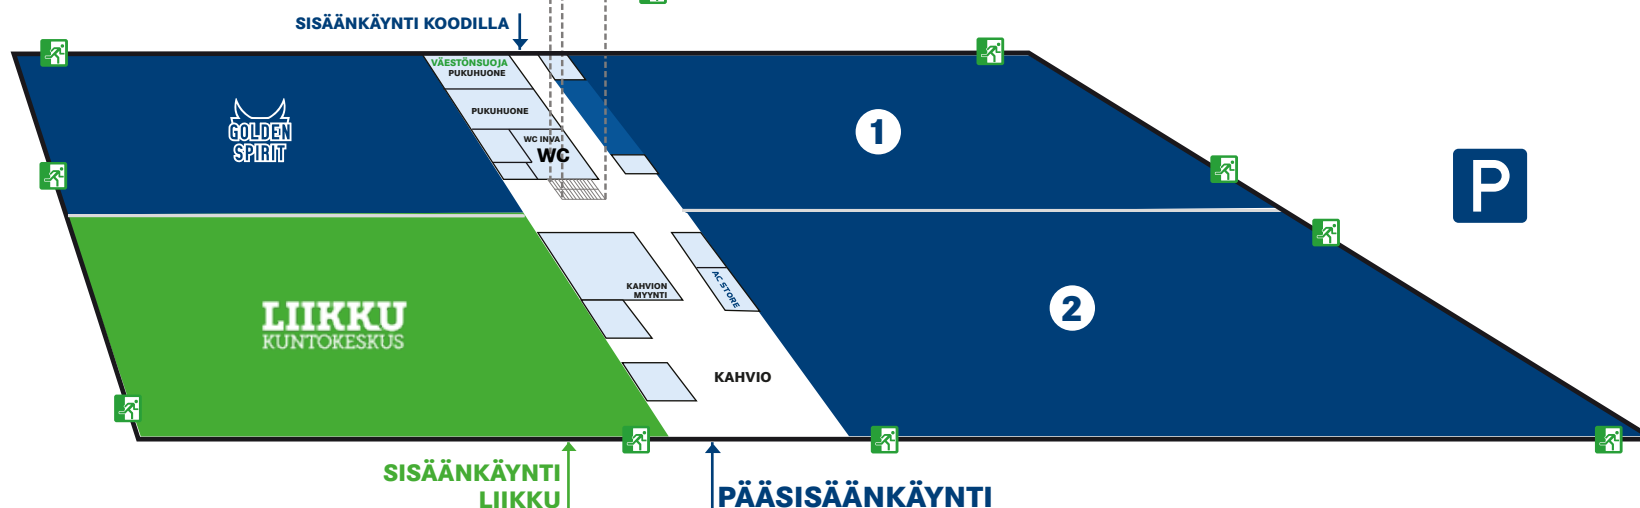 SISÄÄNKÄYNTI KOODILLA
VÄESTÖNSUOJA
PUKUHUONE
PUKUHUONE
WC INVA
WC
GOLDEN
SPIRIT
1
P
KAHVION
MYYNTI
AC STORE
2
LIIKKU
KUNTOKESKUS
KAHVIO
SISÄÄNKÄYNTI
LIIKKU
PÄÄSISÄÄNKÄYNTI